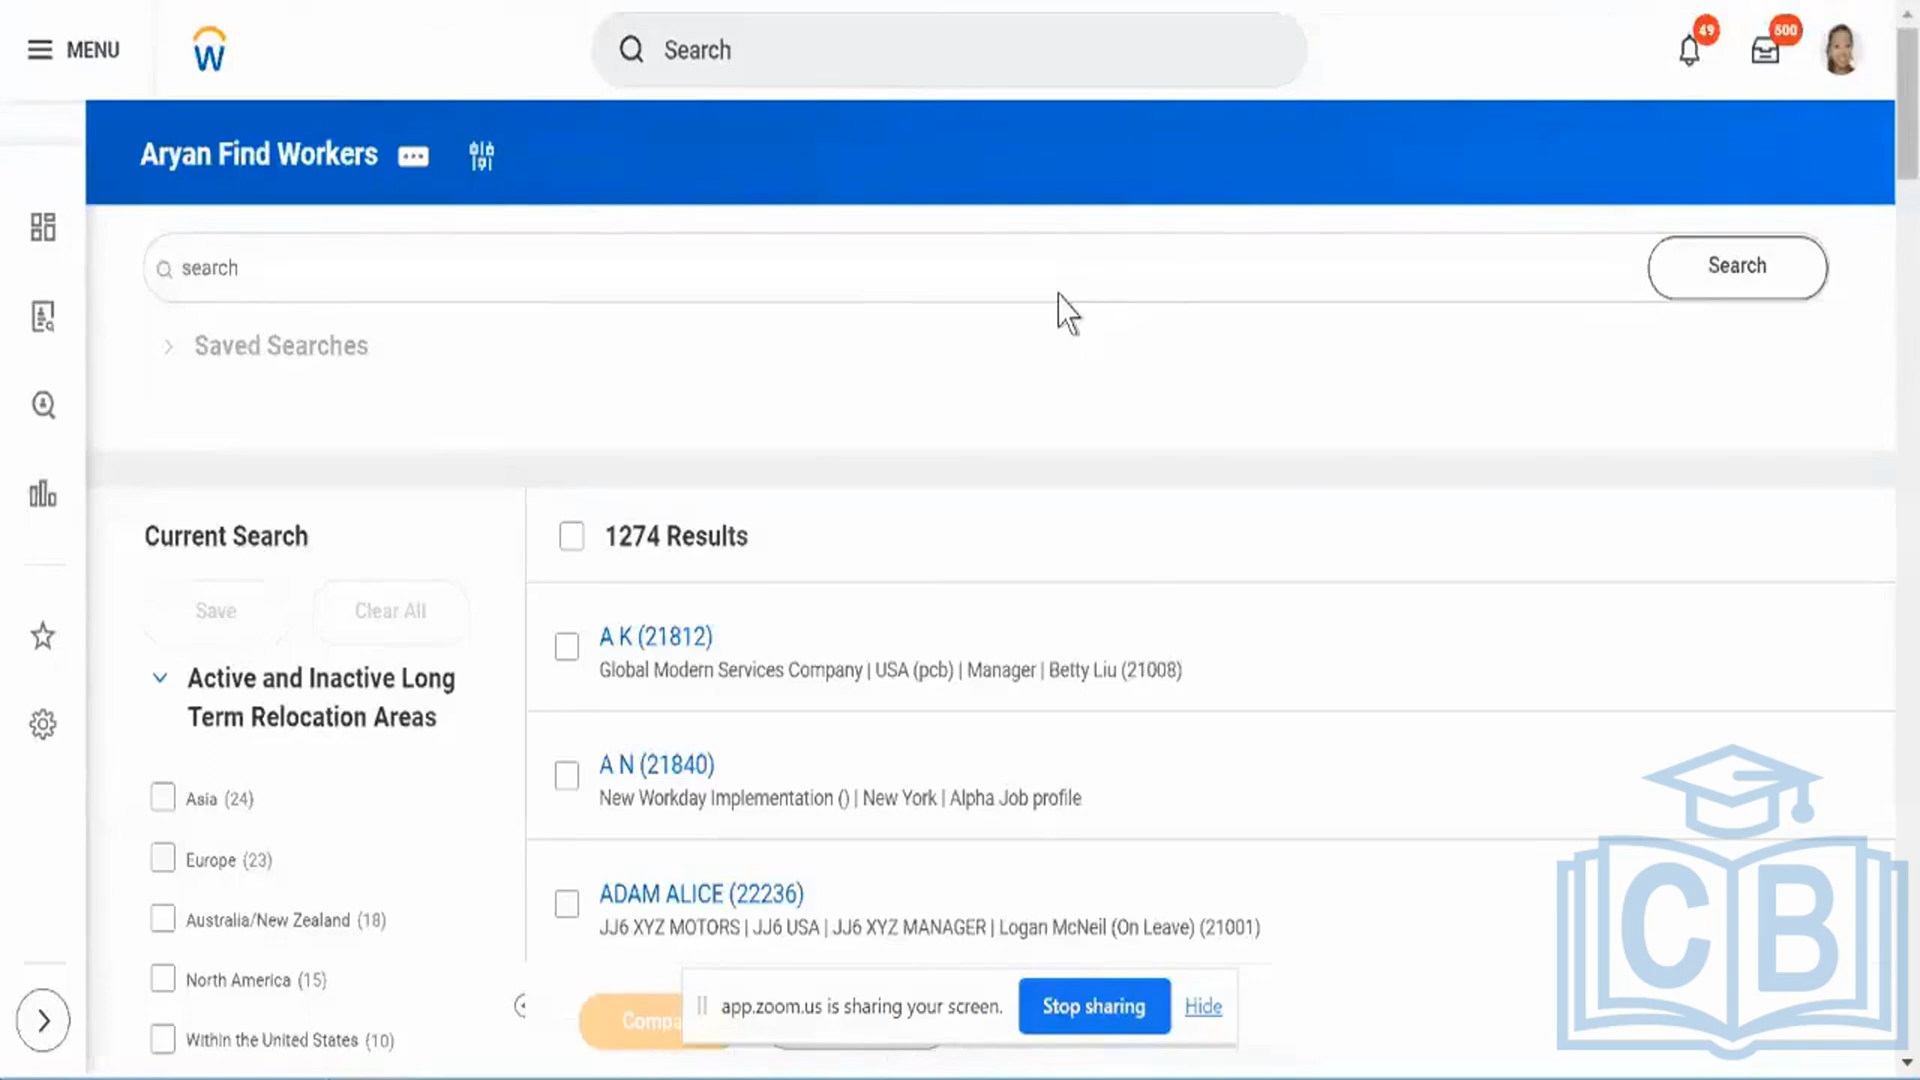 MENU
W
Search
49
500
Aryan Find Workers
search
Search
Saved Searches
Current Search
1274 Results
Save
Clear All
A K (21812)
Global Modern Services Company | USA (pcb) | Manager | Betty Liu (21008)
Active and Inactive Long
Term Relocation Areas
A N (21840)
New Workday Implementation () | New York | Alpha Job profile
Asia (24)
Europe (23)
ADAM ALICE (22236)
JJ6 XYZ MOTORS | JJ6 USA | JJ6 XYZ MANAGER | Logan McNeil (On Leave) (21001)
Australia/New Zealand (18)
North America (15)
Within the United States (10)
Compa
app.zoom.us is sharing your screen.
Stop sharing
Hide
CB